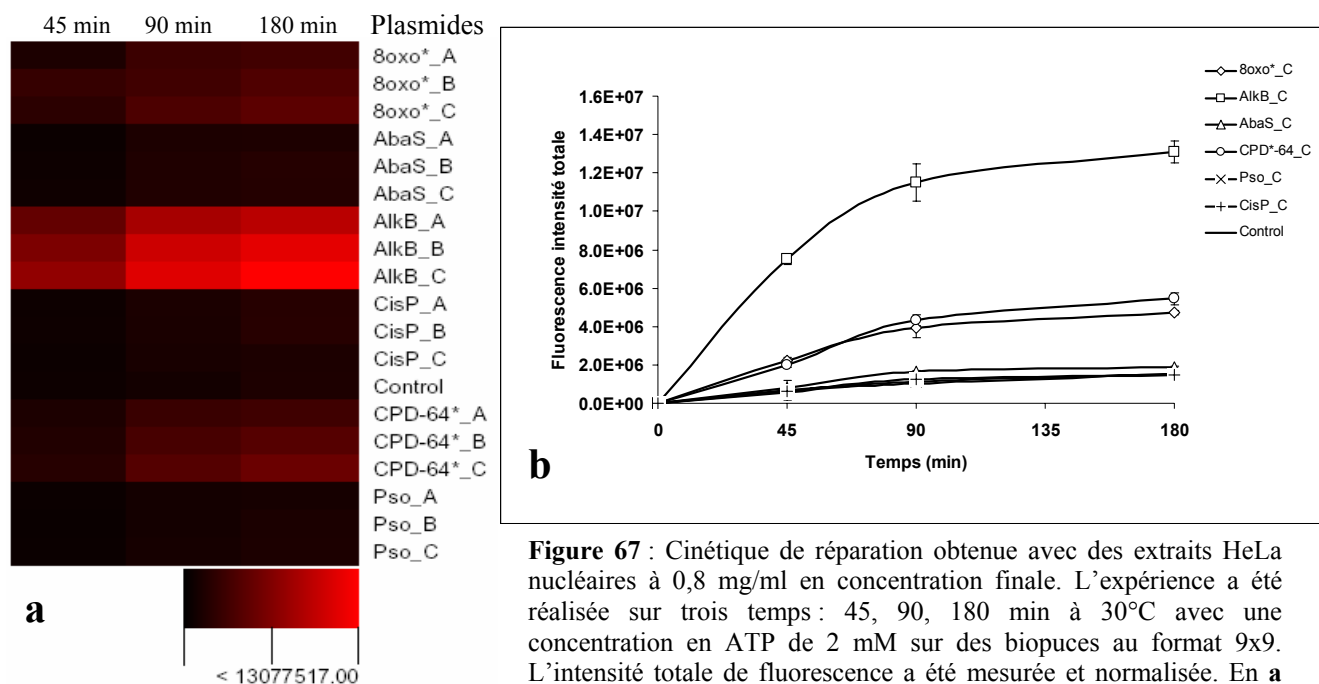 45 min 90 min 180 min Plasmides
8oxo*_A
8oxo*_B
8oxo*_C
AbaS_A
AbaS_B
AbaS_C
AlkB_A
AlkB_B
AlkB_C
CisP_A
CisP_B
CisP_C
Control
CPD-64*_A
CPD-64*_B
CPD-64*_C
Pso_A
Pso_B
Pso_C
a
< 13077517.00
Fluorescence intensité totale
1.6E+07
1.4E+07
1.2E+07
1.0E+07
8.0E+06
6.0E+06
4.0E+06
2.0E+06
0.0E+00
0 45 90 135 180
Temps (min)
b
8oxo*_C
AlkB_C
AbaS_C
CPD*-64_C
Pso_C
CisP_C
Control
Figure 67 : Cinétique de réparation obtenue avec des extraits HeLa
nucléaires à 0,8 mg/ml en concentration finale. L'expérience a été
réalisée sur trois temps : 45, 90, 180 min à 30°C avec une
concentration en ATP de 2 mM sur des biopuces au format 9x9.
L'intensité totale de fluorescence a été mesurée et normalisée. En a